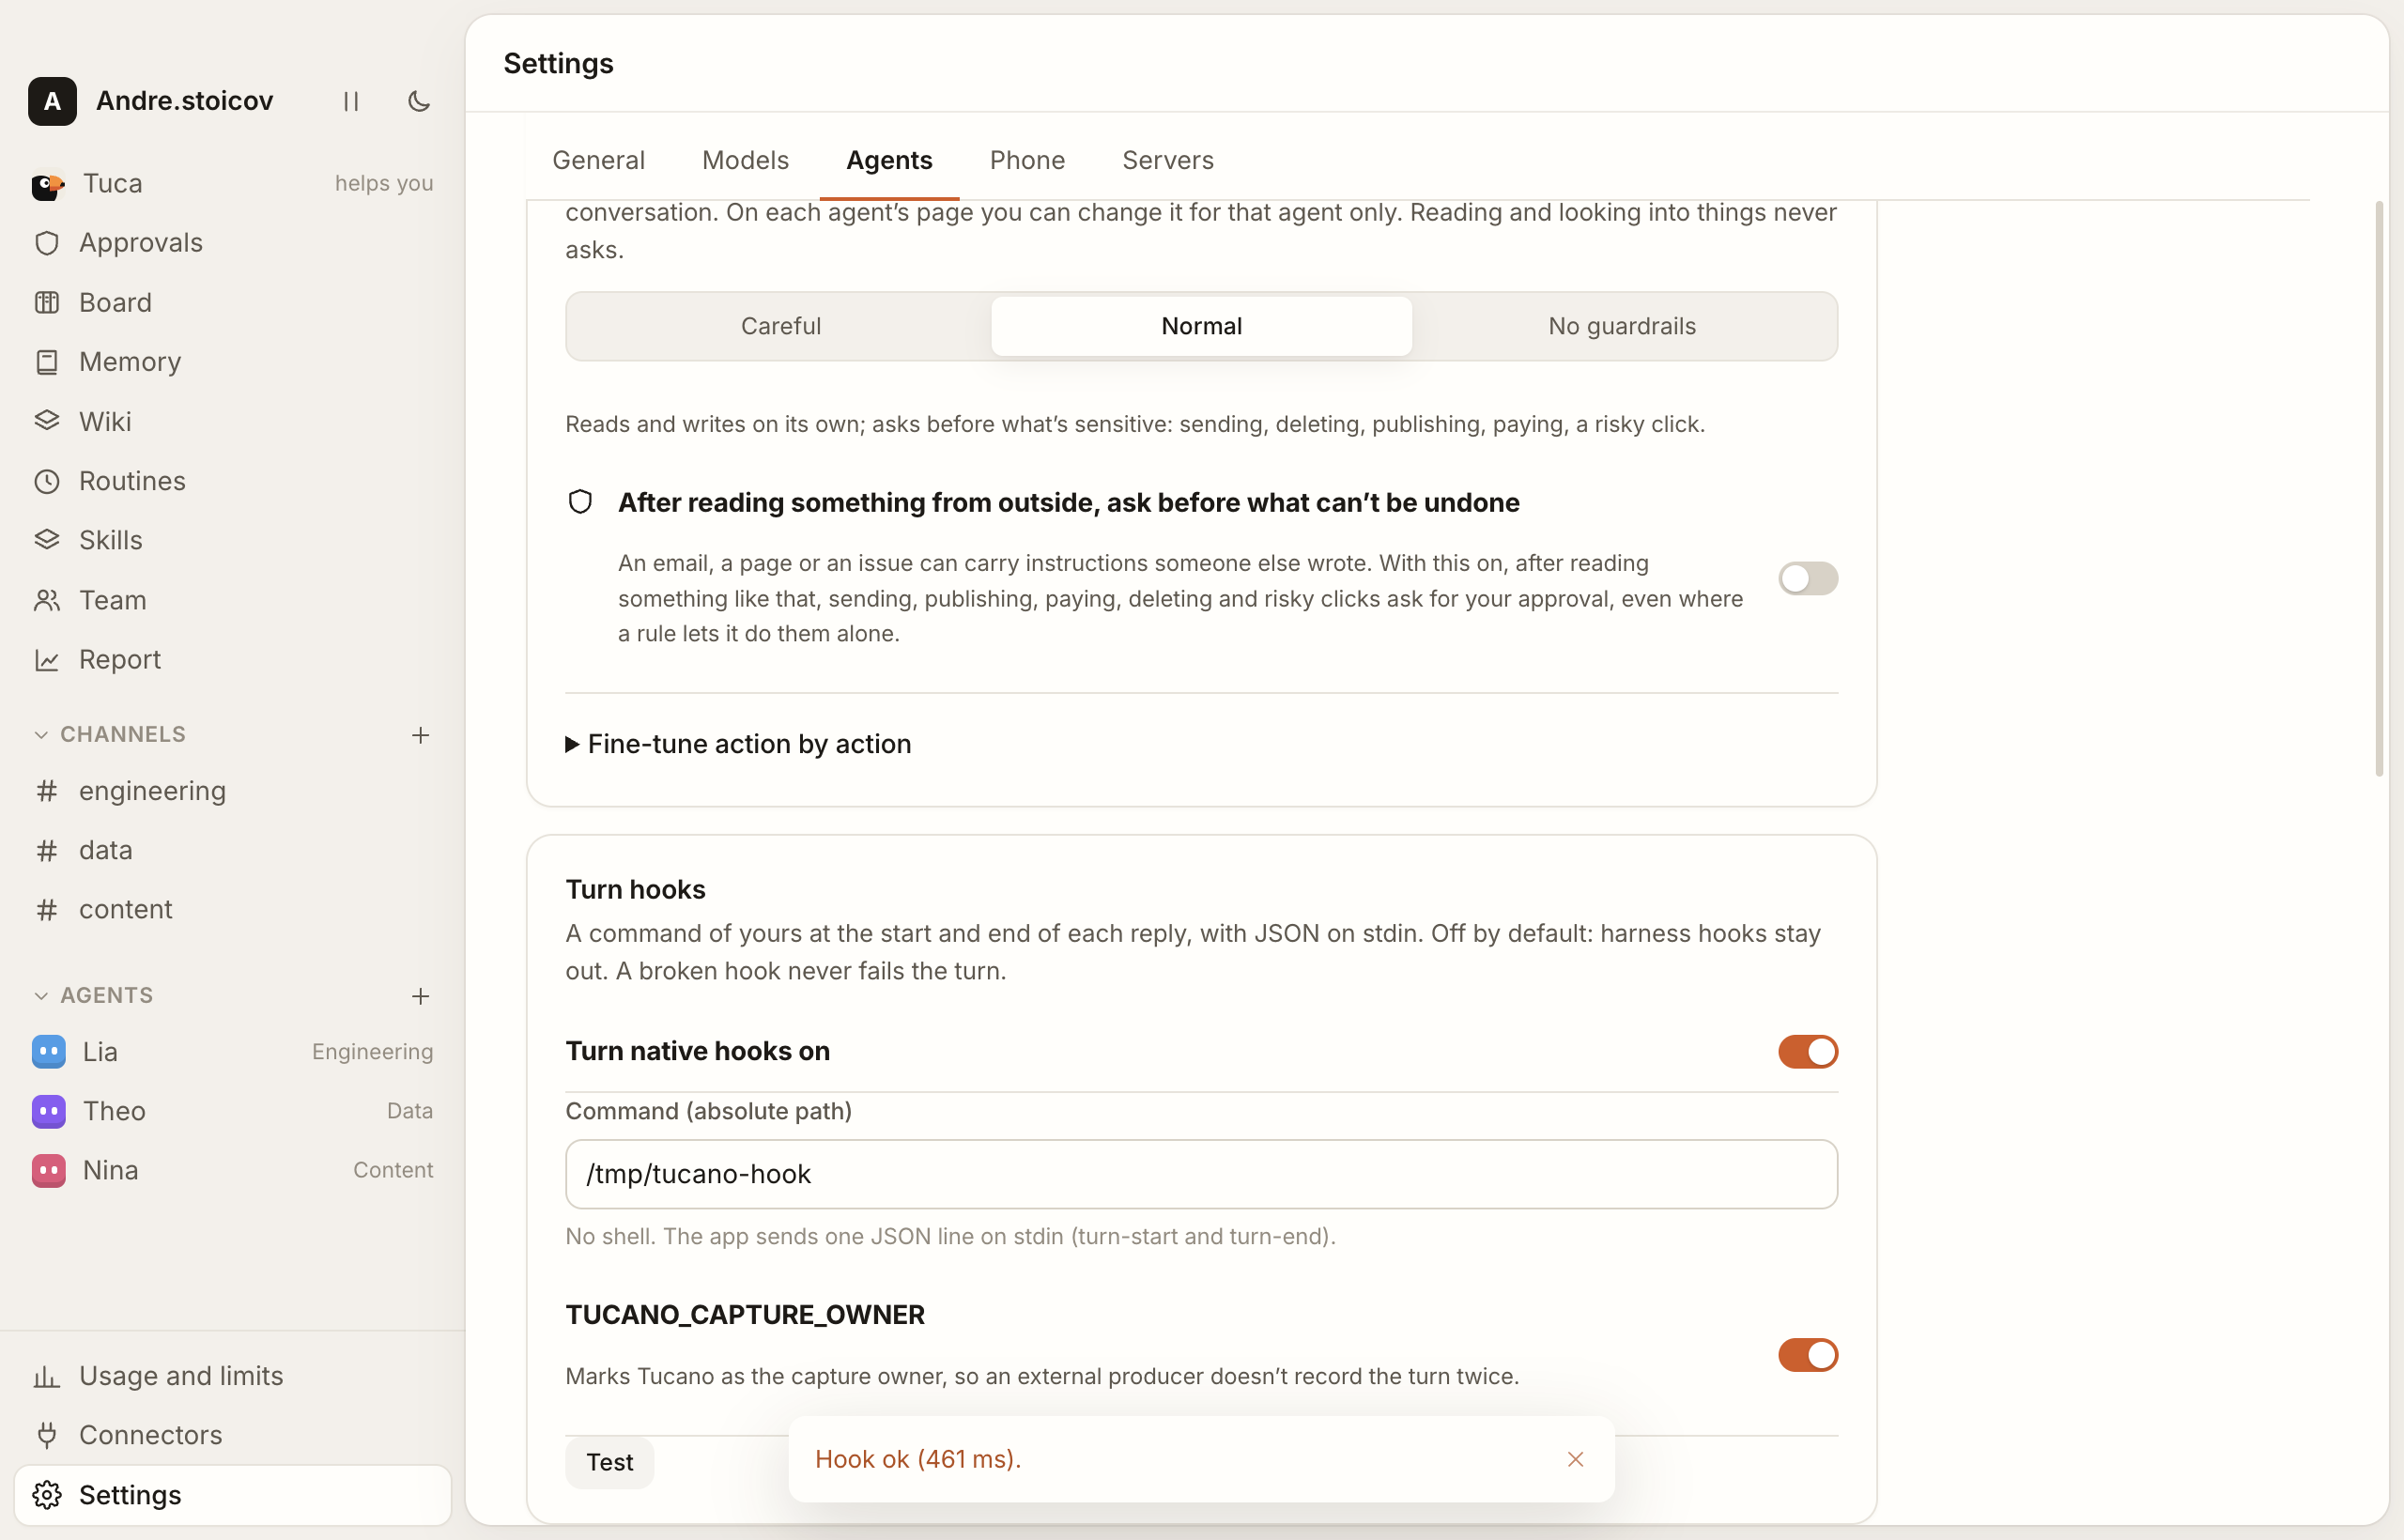 A
Andre.stoicov
Tuca
helps you
Approvals
Board
Memory
Wiki
Routines
Skills
Team
Report
CHANNELS
# engineering
# data
# content
AGENTS
Lia
Engineering
Theo
Data
Nina
Content
Usage and limits
Connectors
Settings
Settings
General
Models
Agents
Phone
Servers
conversation. On each agent’s page you can change it for that agent only. Reading and looking into things never
asks.
Careful
Normal
No guardrails
Reads and writes on its own; asks before what’s sensitive: sending, deleting, publishing, paying, a risky click.
After reading something from outside, ask before what can’t be undone
An email, a page or an issue can carry instructions someone else wrote. With this on, after reading
something like that, sending, publishing, paying, deleting and risky clicks ask for your approval, even where
a rule lets it do them alone.
Fine-tune action by action
Turn hooks
A command of yours at the start and end of each reply, with JSON on stdin. Off by default: harness hooks stay
out. A broken hook never fails the turn.
Turn native hooks on
Command (absolute path)
/tmp/tucano-hook
No shell. The app sends one JSON line on stdin (turn-start and turn-end).
TUCANO_CAPTURE_OWNER
Marks Tucano as the capture owner, so an external producer doesn’t record the turn twice.
Test
Hook ok (461 ms).